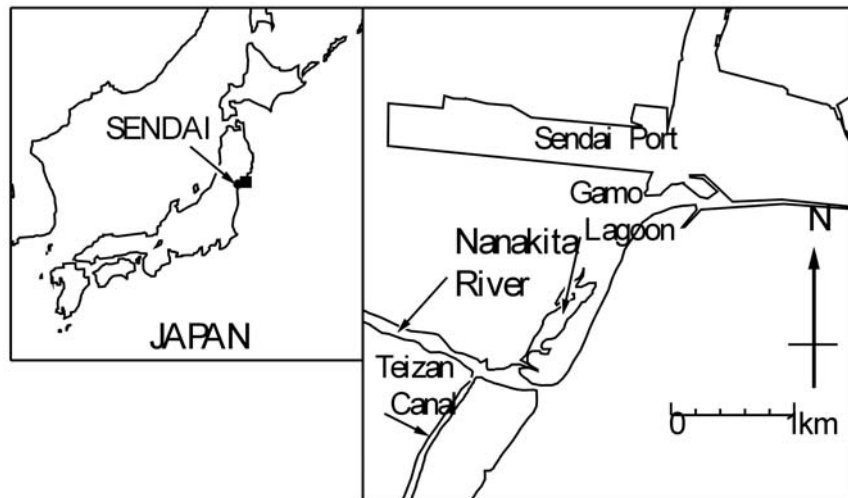 SENDAI
JAPAN
Sendai Port
Gamo
Lagoon
Nanakita
River
Teizan
Canal
N
0 1km